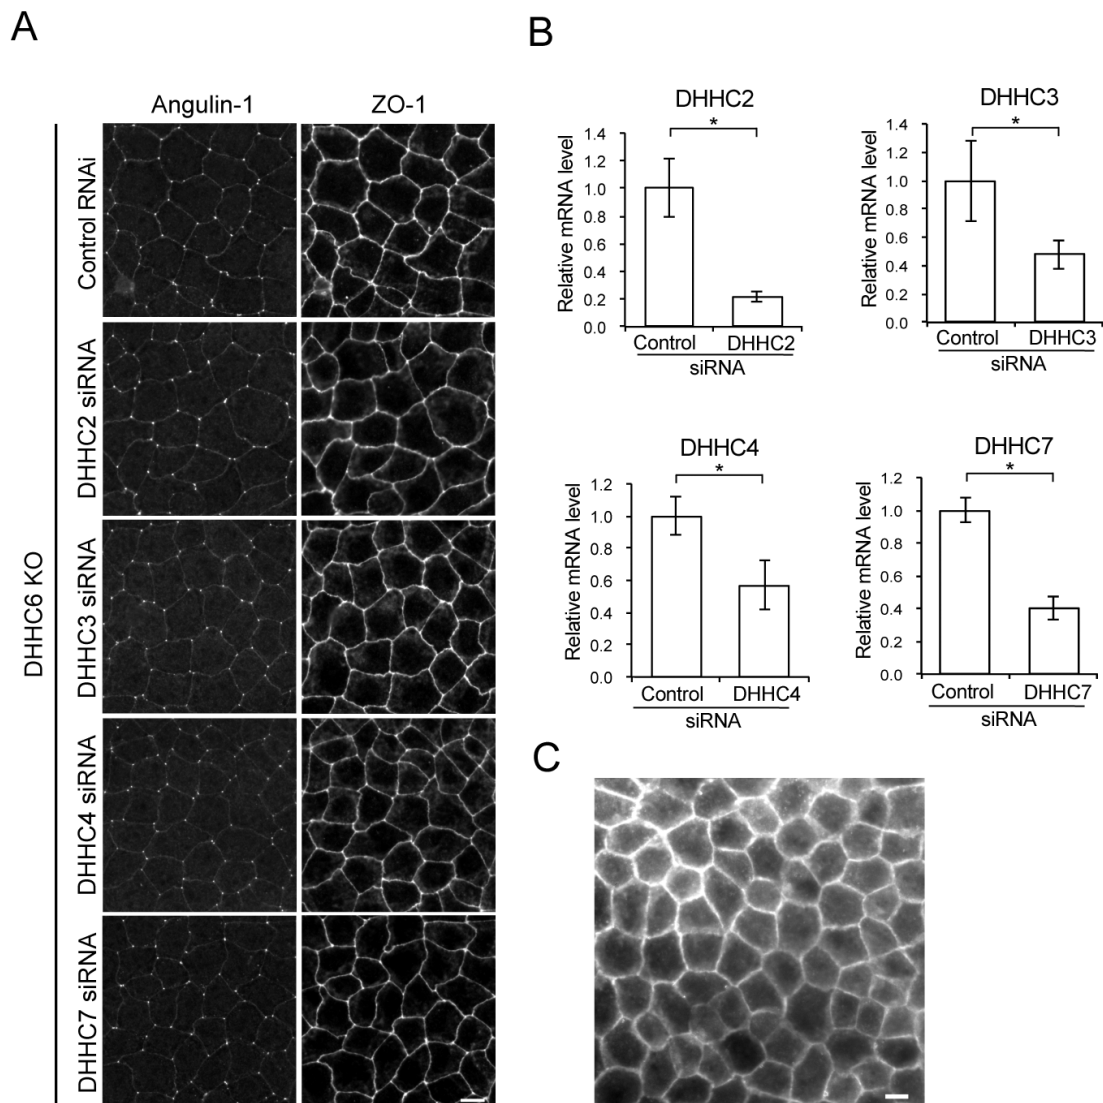 A
Angulin-1 ZO-1
DHHC6 KO
Control RNAi
DHHC2 siRNA
DHHC3 siRNA
DHHC4 siRNA
DHHC7 siRNA
B
DHHC2
*
Relative mRNA level
1.4
1.2
1.0
0.8
0.6
0.4
0.2
0.0
Control DHHC2
siRNA
DHHC3
*
Relative mRNA level
1.4
1.2
1.0
0.8
0.6
0.4
0.2
0.0
Control DHHC3
siRNA
DHHC4
*
Relative mRNA level
1.2
1.0
0.8
0.6
0.4
0.2
0.0
Control DHHC4
siRNA
DHHC7
*
Relative mRNA level
1.2
1.0
0.8
0.6
0.4
0.2
0.0
Control DHHC7
siRNA
C